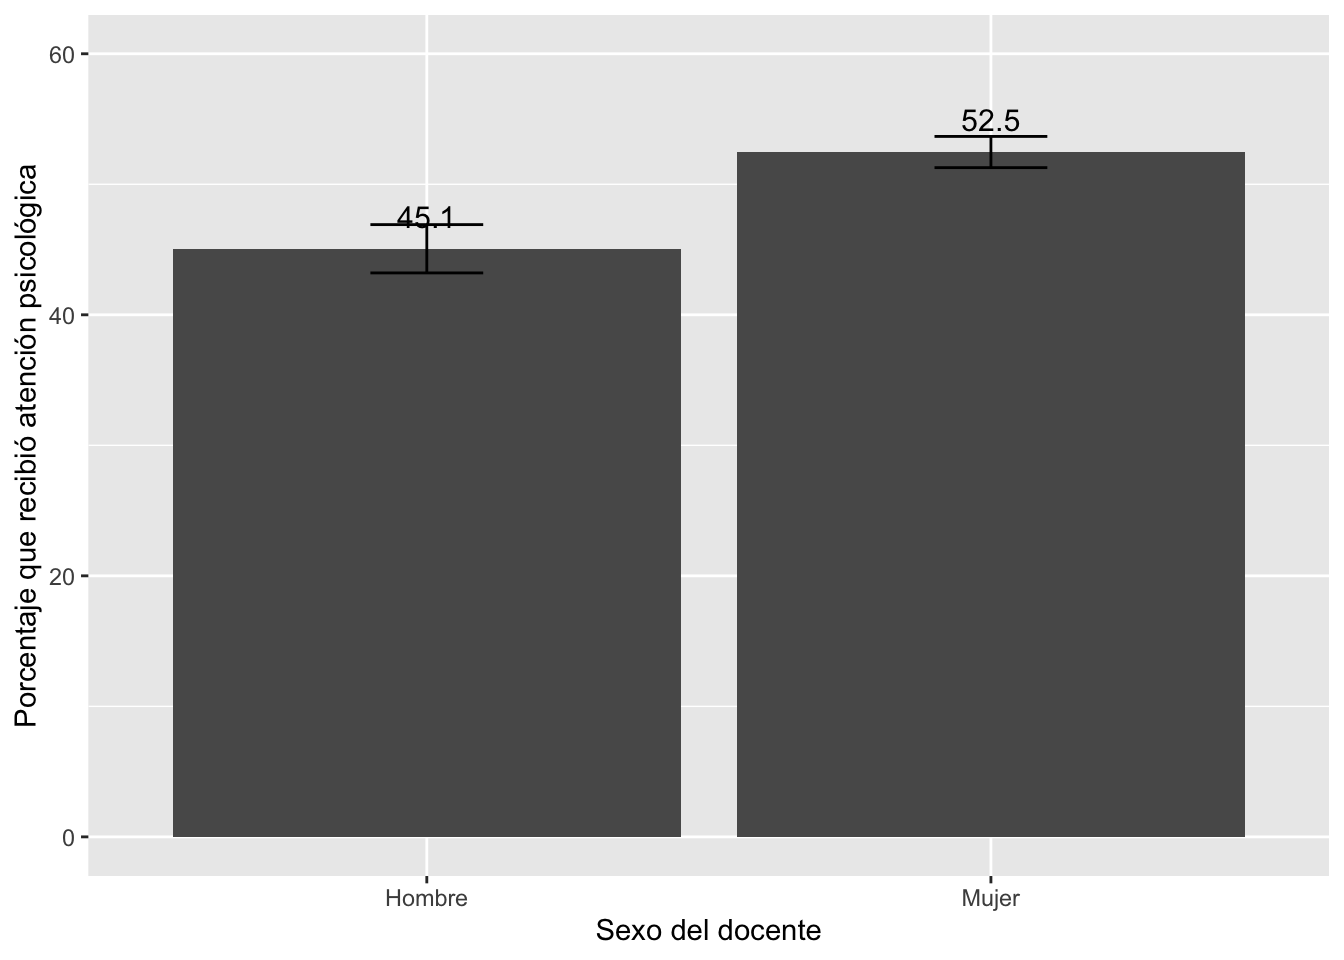 Porcentaje que recibió atención psicológica
60
40
20
0
45.1
52.5
Hombre
Mujer
Sexo del docente